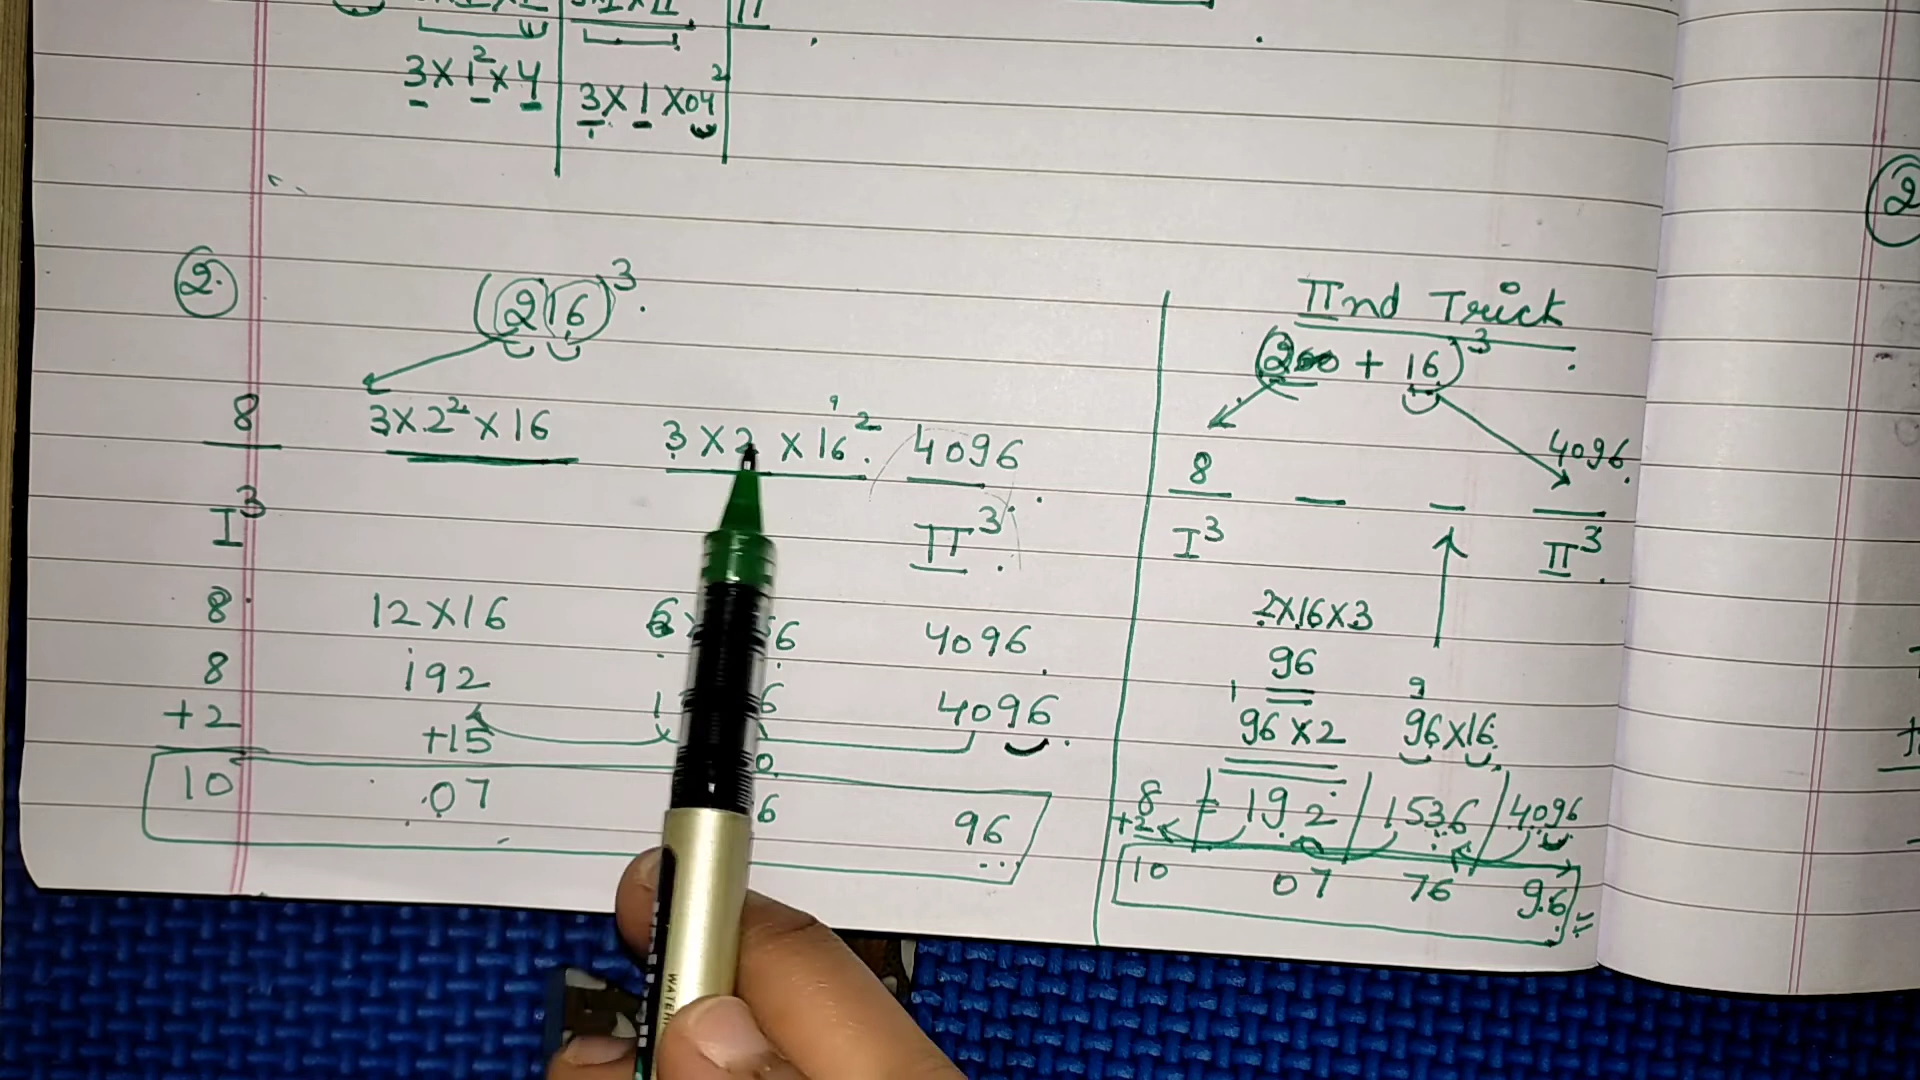 3×1²×4
3×1×04²
2.
(216)³.
8 3×2²×16 3×2×16². 4096
I³ II³
8 12×16 4096
8 192 4096
+2 +15
10 07 96
IInd Trick
(200 + 16)³
8 4096.
I³ II³
2×16×3
96
96×2 96×16
8 192 / 1536 / 4096
+2
10 07 76 96
2